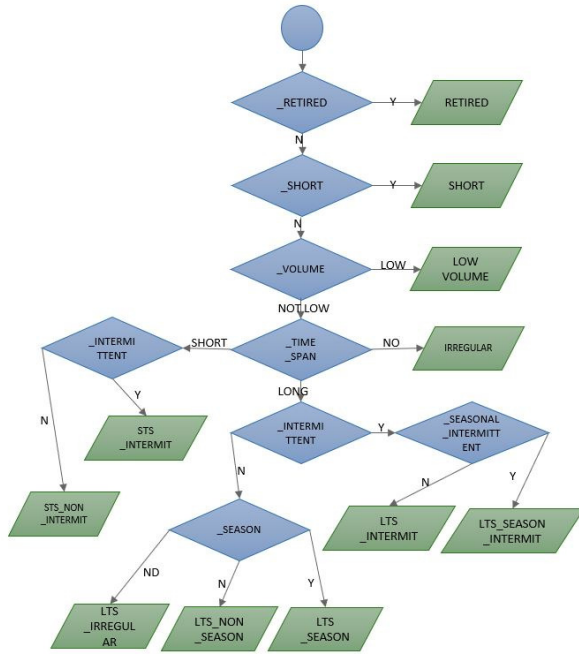 _RETIRED
Y
RETIRED
N
_SHORT
Y
SHORT
N
_VOLUME
LOW
LOW
VOLUME
NOT LOW
_INTERMI
TTENT
SHORT
_TIME
_SPAN
NO
IRREGULAR
Y
N
STS
_INTERMIT
STS_NON
_INTERMIT
LONG
_INTERMI
TTENT
Y
_SEASONAL
_INTERMITT
ENT
N
N
Y
LTS
_INTERMIT
LTS_SEASON
_INTERMIT
_SEASON
ND
N
Y
LTS
_IRREGUL
AR
LTS_NON
_SEASON
LTS
_SEASON